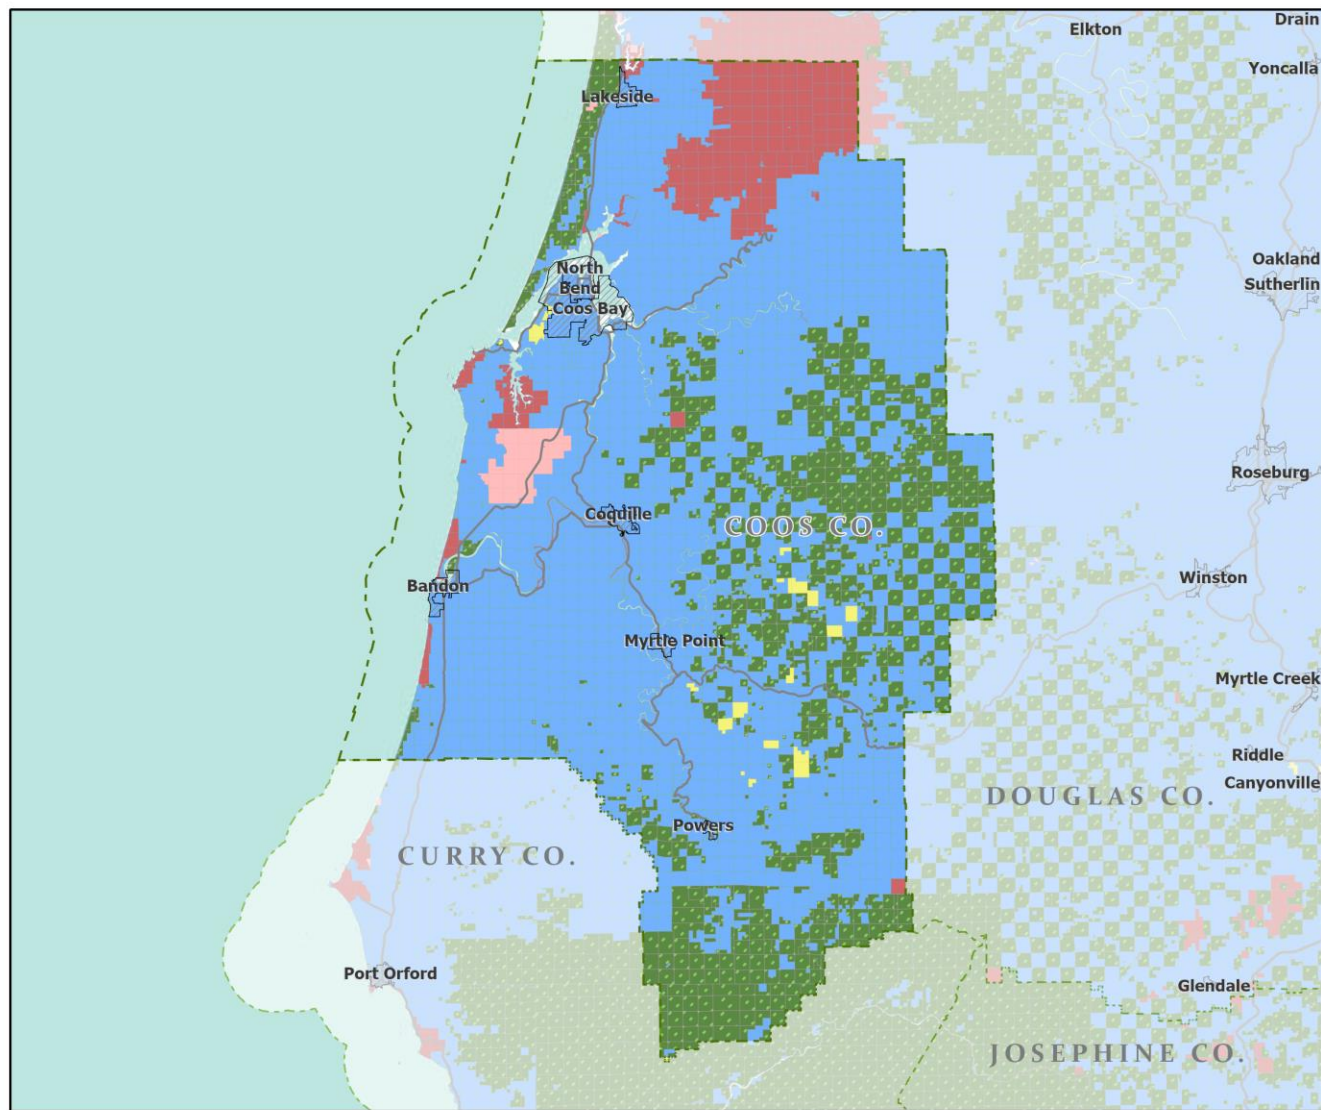 Drain
Elkton
Yoncalla
Lakeside
Oakland
North
Bend
Sutherlin
Coos Bay
Roseburg
Coquille
COOS CO.
Winston
Bandon
Myrtle Point
Myrtle Creek
Riddle
Canyonville
DOUGLAS CO.
Powers
CURRY CO.
Port Orford
Glendale
JOSEPHINE CO.